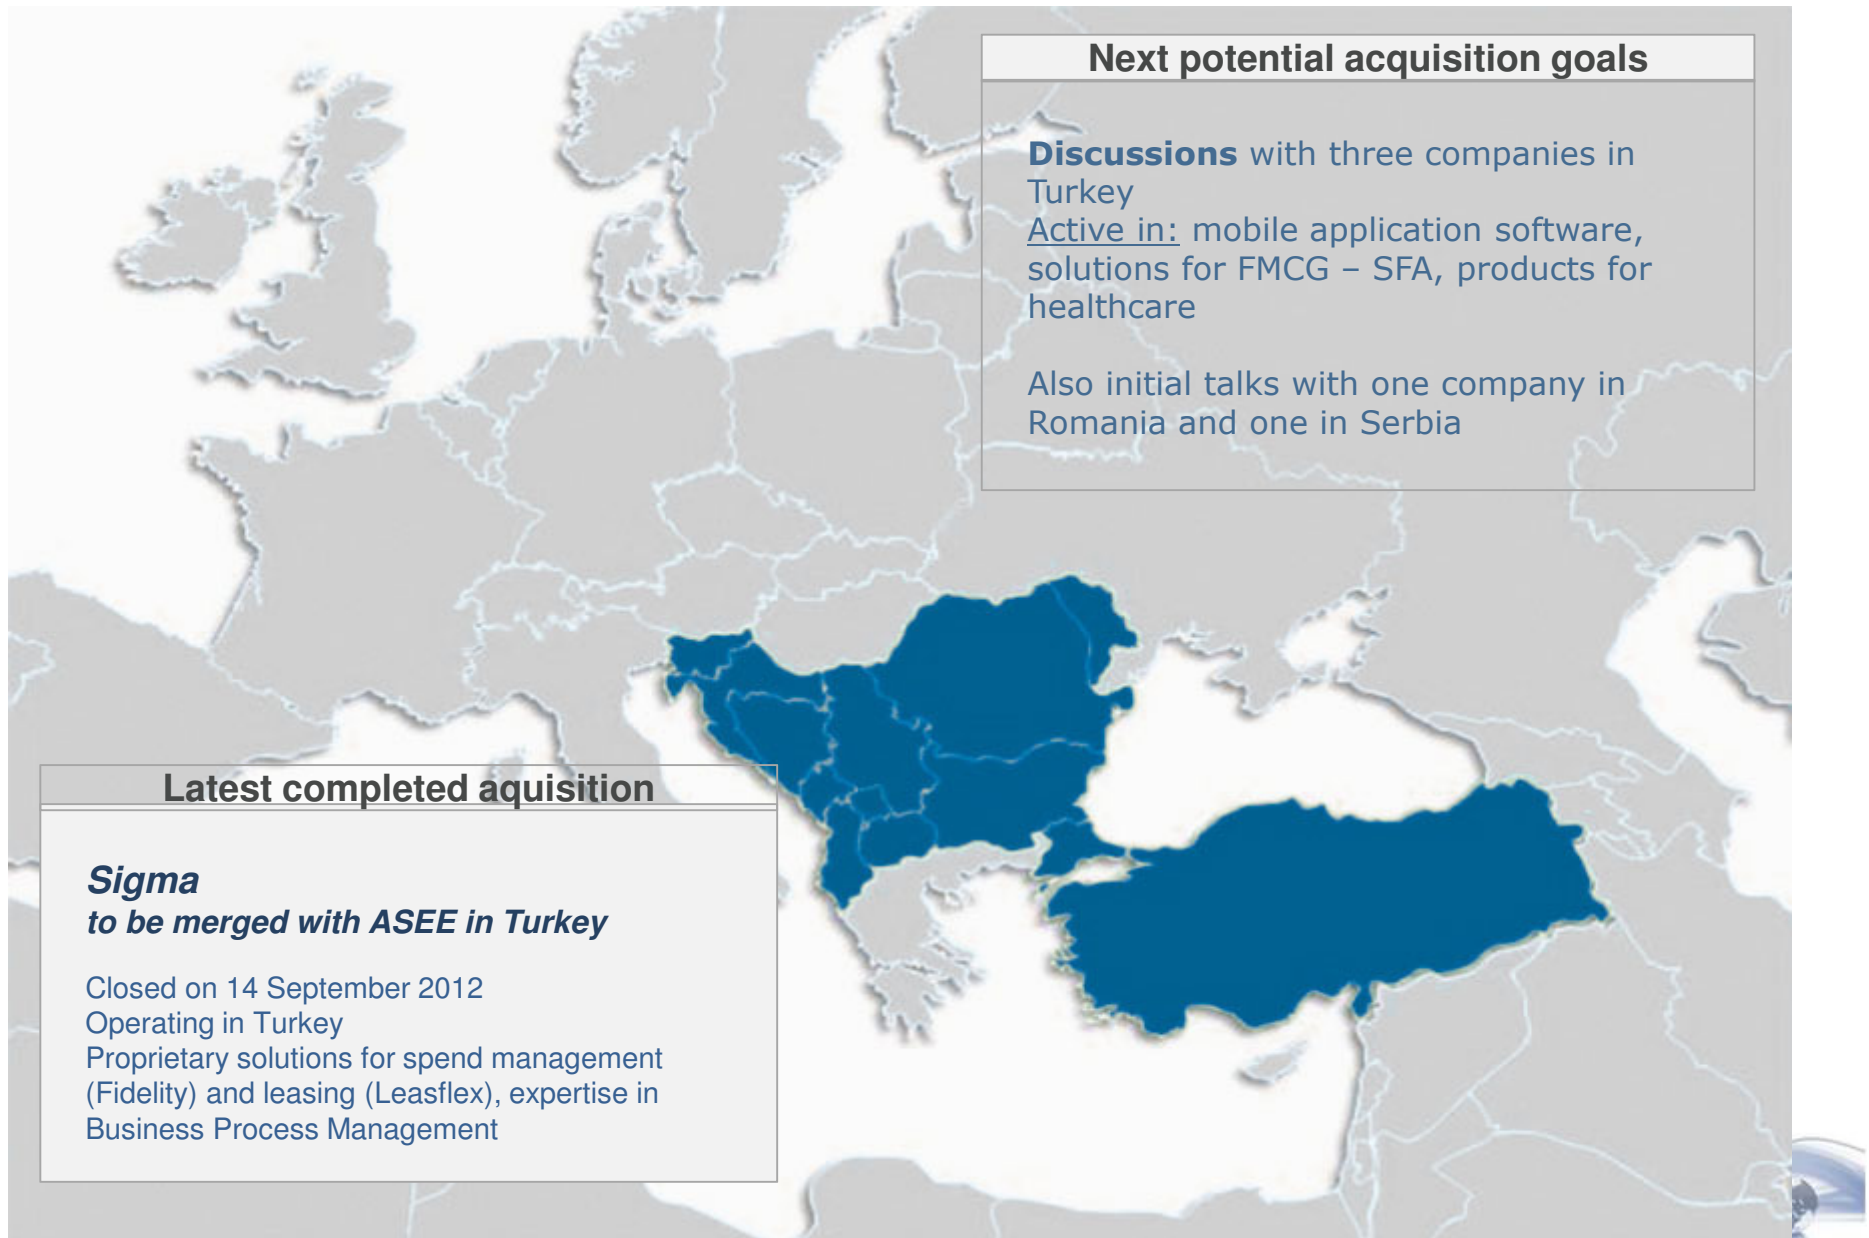 Next potential acquisition goals
Discussions with three companies in
Turkey
Active in: mobile application software,
solutions for FMCG – SFA, products for
healthcare
Also initial talks with one company in
Romania and one in Serbia
Latest completed aquisition
Sigma
to be merged with ASEE in Turkey
Closed on 14 September 2012
Operating in Turkey
Proprietary solutions for spend management
(Fidelity) and leasing (Leasflex), expertise in
Business Process Management